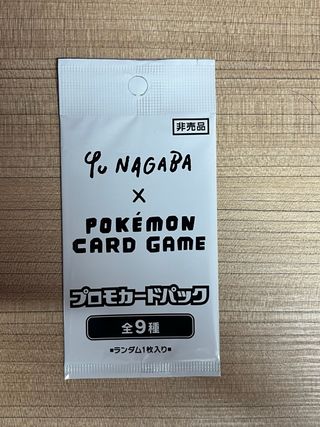 非売品
Yu NAGABA
×
POKÉMON
CARD GAME
プロモカードパック
全9種
■ランダム1枚入り■